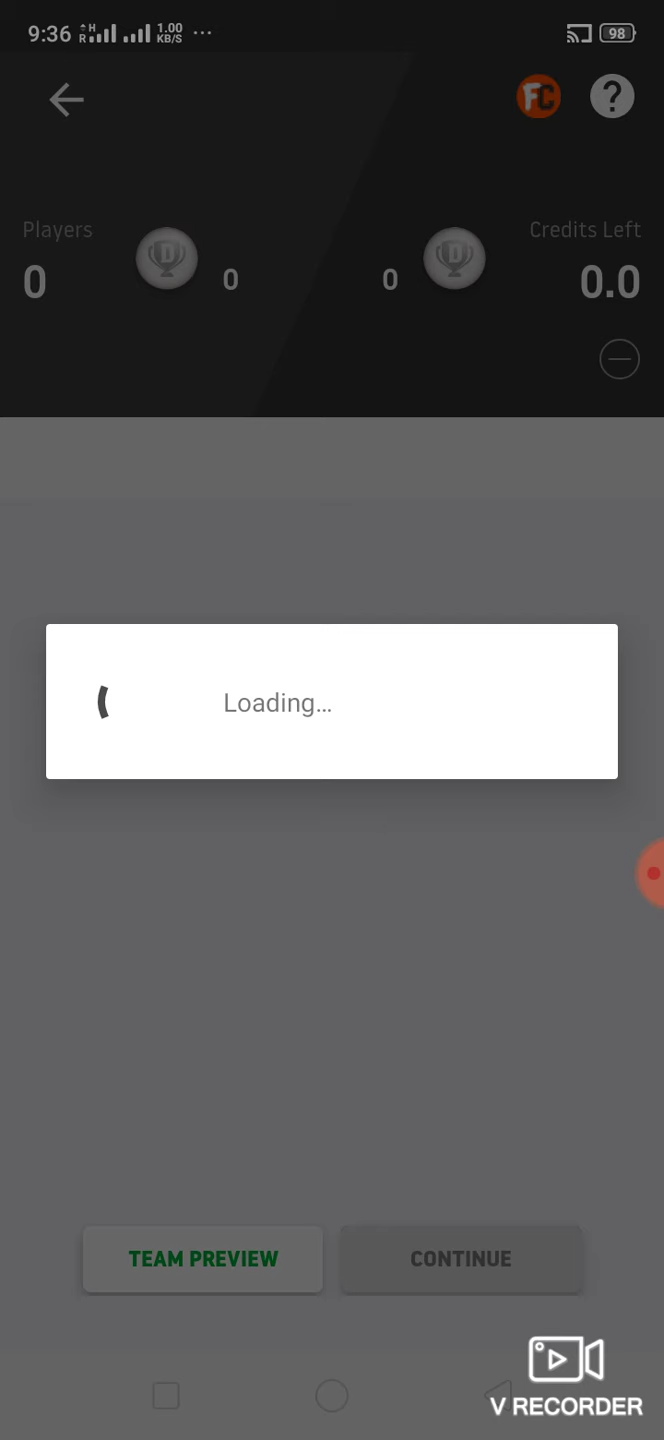 9:36 R H 1.00 KB/S ... 98
FC ?
Players Credits Left
0 D 0 0 D 0.0
Loading...
TEAM PREVIEW CONTINUE
V RECORDER